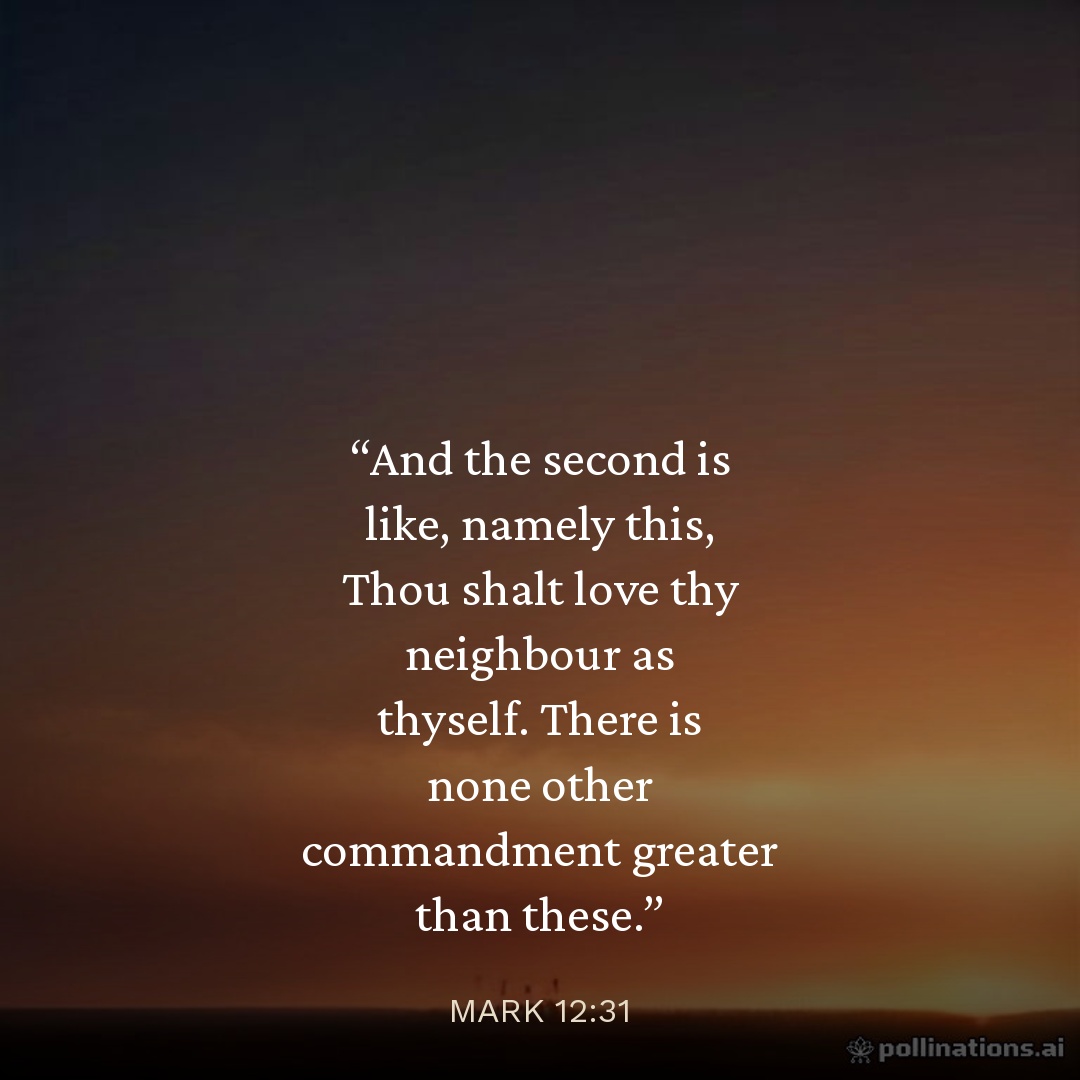 “And the second is
like, namely this,
Thou shalt love thy
neighbour as
thyself. There is
none other
commandment greater
than these.”
MARK 12:31
pollinations.ai